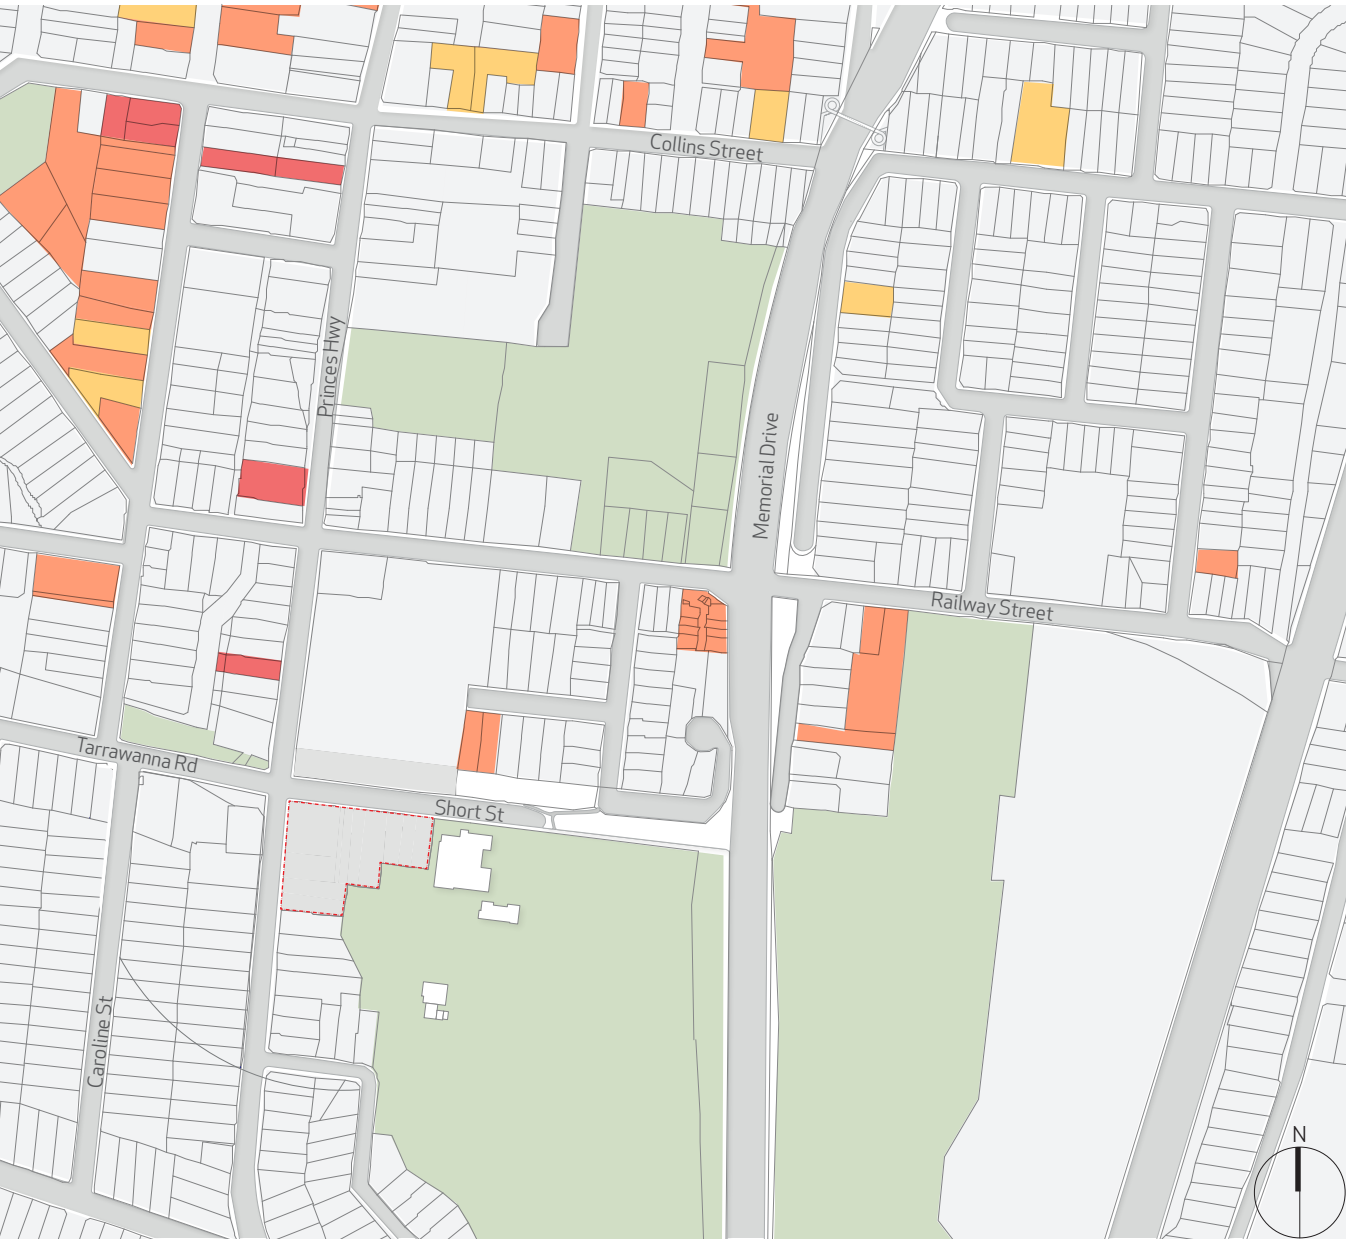 Collins Street
Princes Hwy
Memorial Drive
Railway Street
Tarrawanna Rd
Short St
Caroline St
N